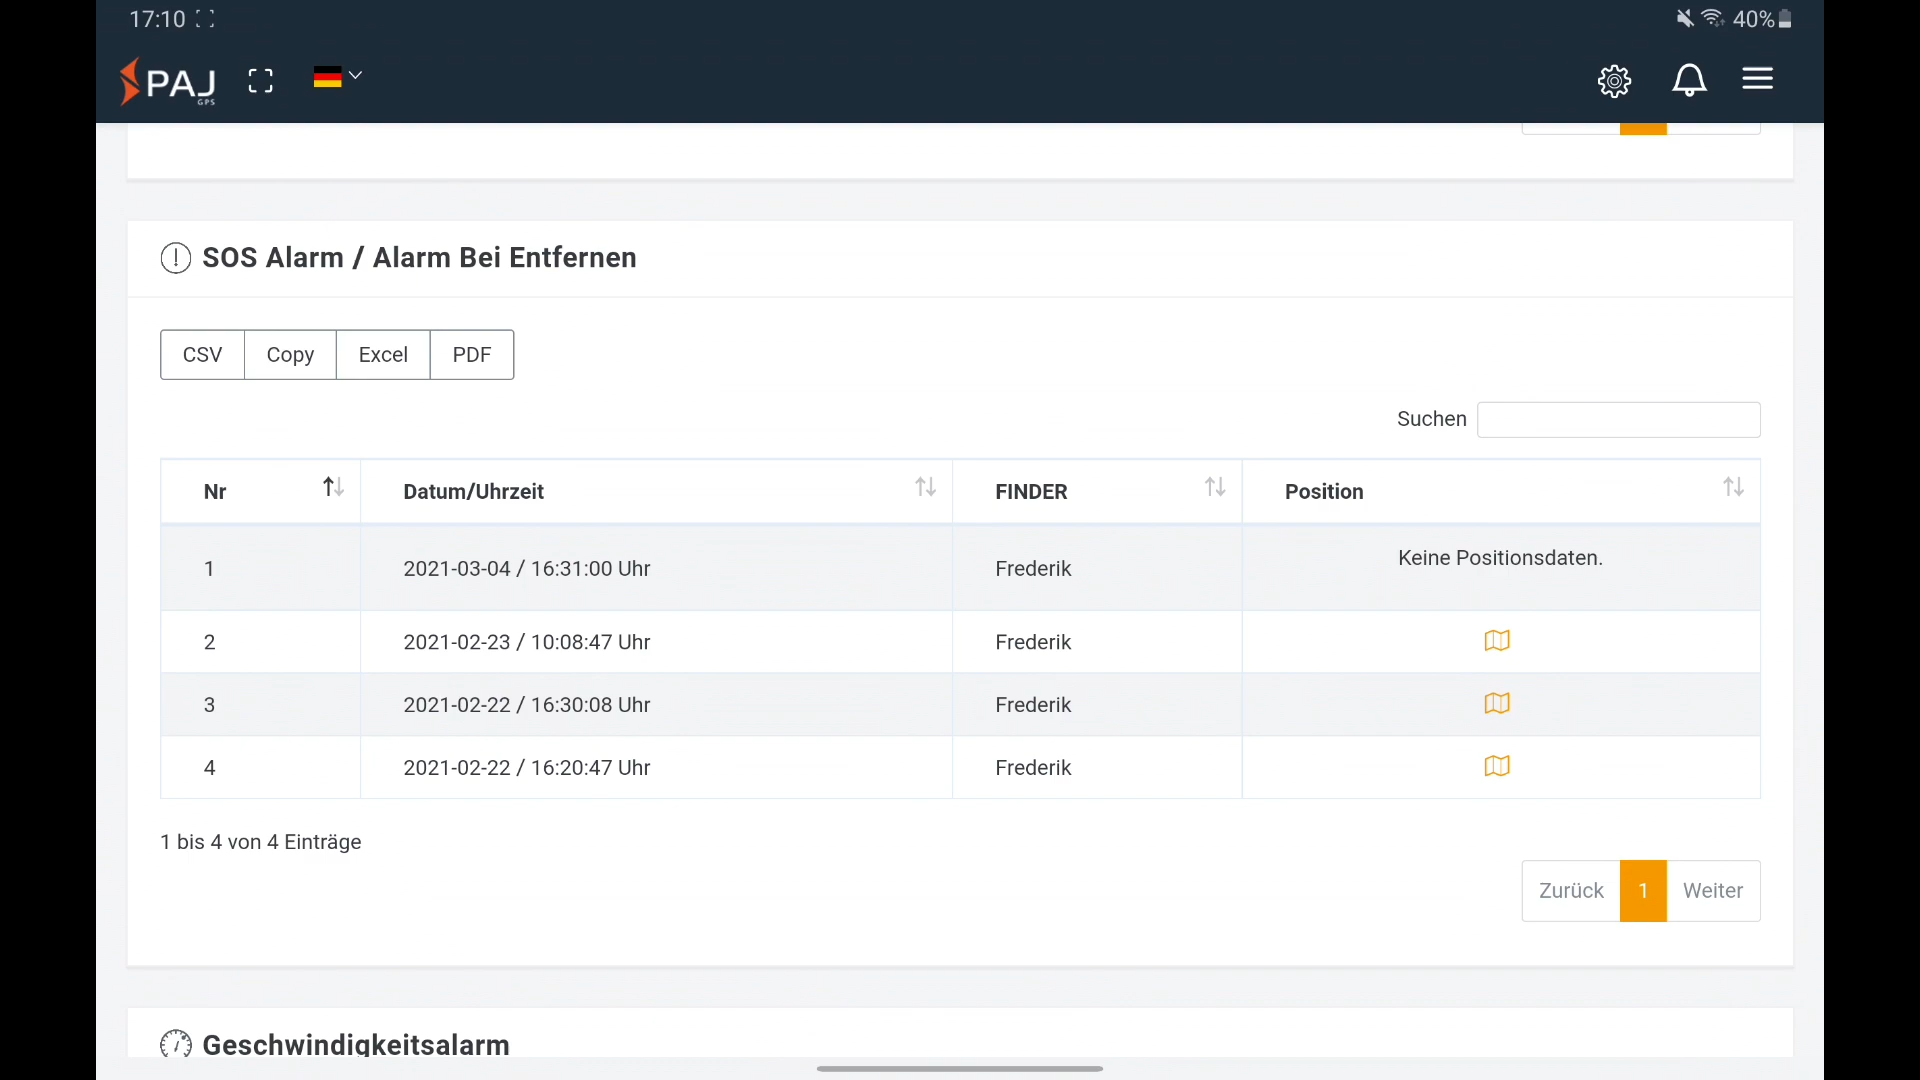 17:10
40%
PAJ
GPS
SOS Alarm / Alarm Bei Entfernen
CSV Copy Excel PDF
Suchen
Nr Datum/Uhrzeit FINDER Position
1 2021-03-04 / 16:31:00 Uhr Frederik Keine Positionsdaten.
2 2021-02-23 / 10:08:47 Uhr Frederik
3 2021-02-22 / 16:30:08 Uhr Frederik
4 2021-02-22 / 16:20:47 Uhr Frederik
1 bis 4 von 4 Einträge
Zurück 1 Weiter
Geschwindigkeitsalarm